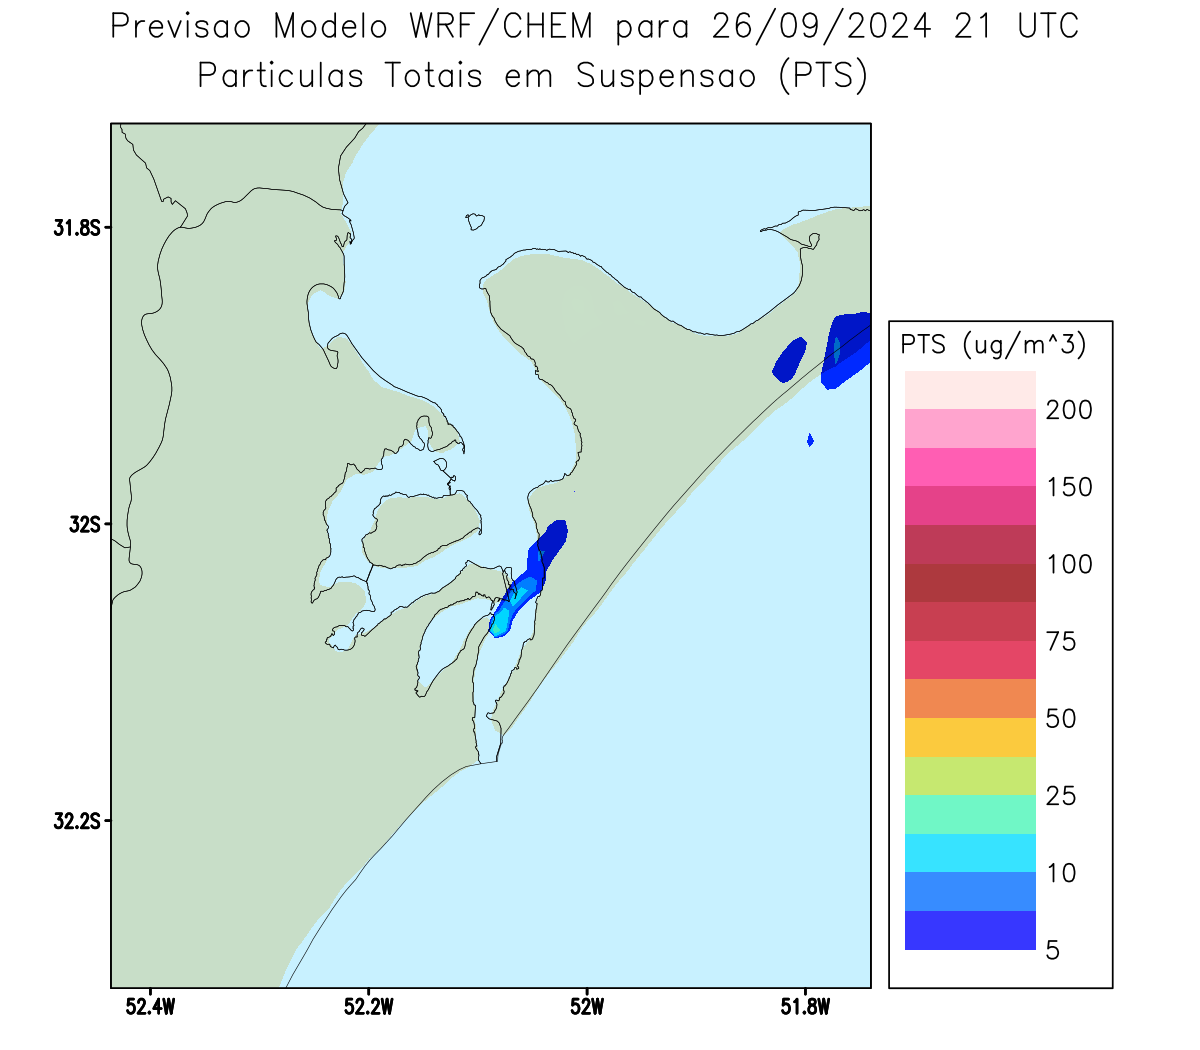 Previsao Modelo WRF/CHEM para 26/09/2024 21 UTC
Particulas Totais em Suspensao (PTS)
31.8S
32S
32.2S
52.4W
52.2W
52W
51.8W
PTS (ug/m^3)
200
150
100
75
50
25
10
5